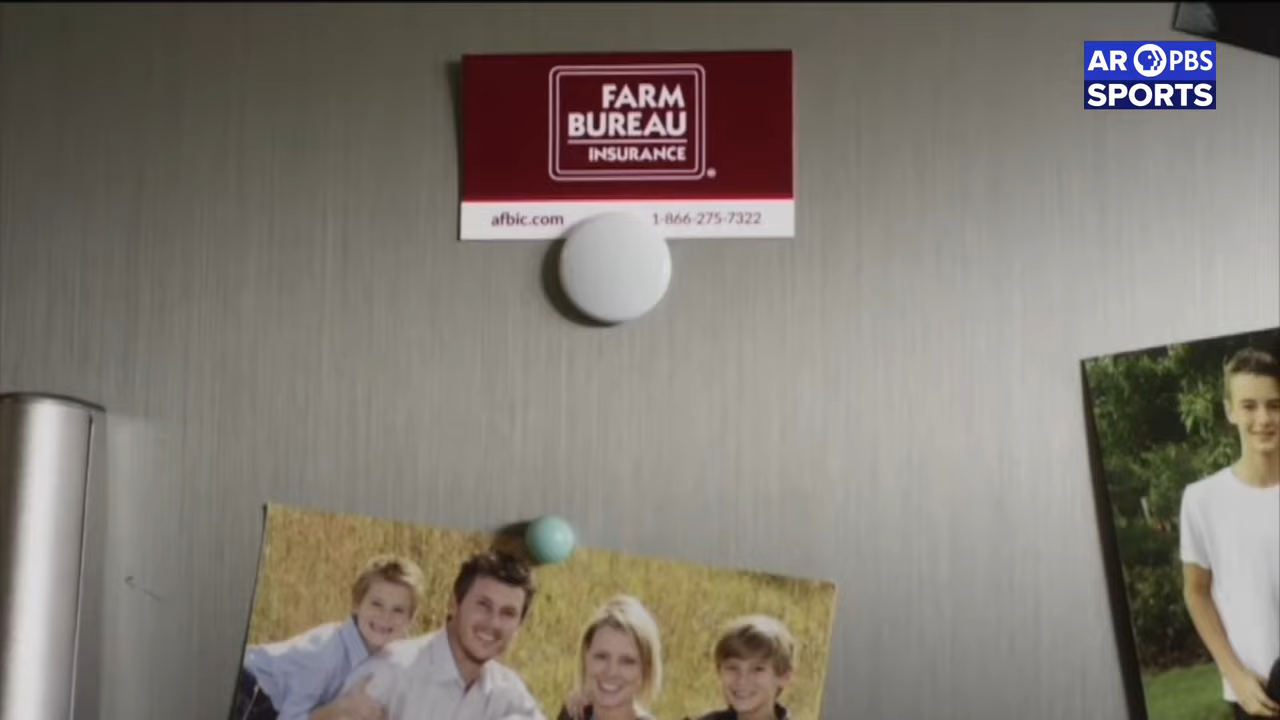 FARM
BUREAU
INSURANCE
®
afbic.com 1-866-275-7322
AR PBS
SPORTS